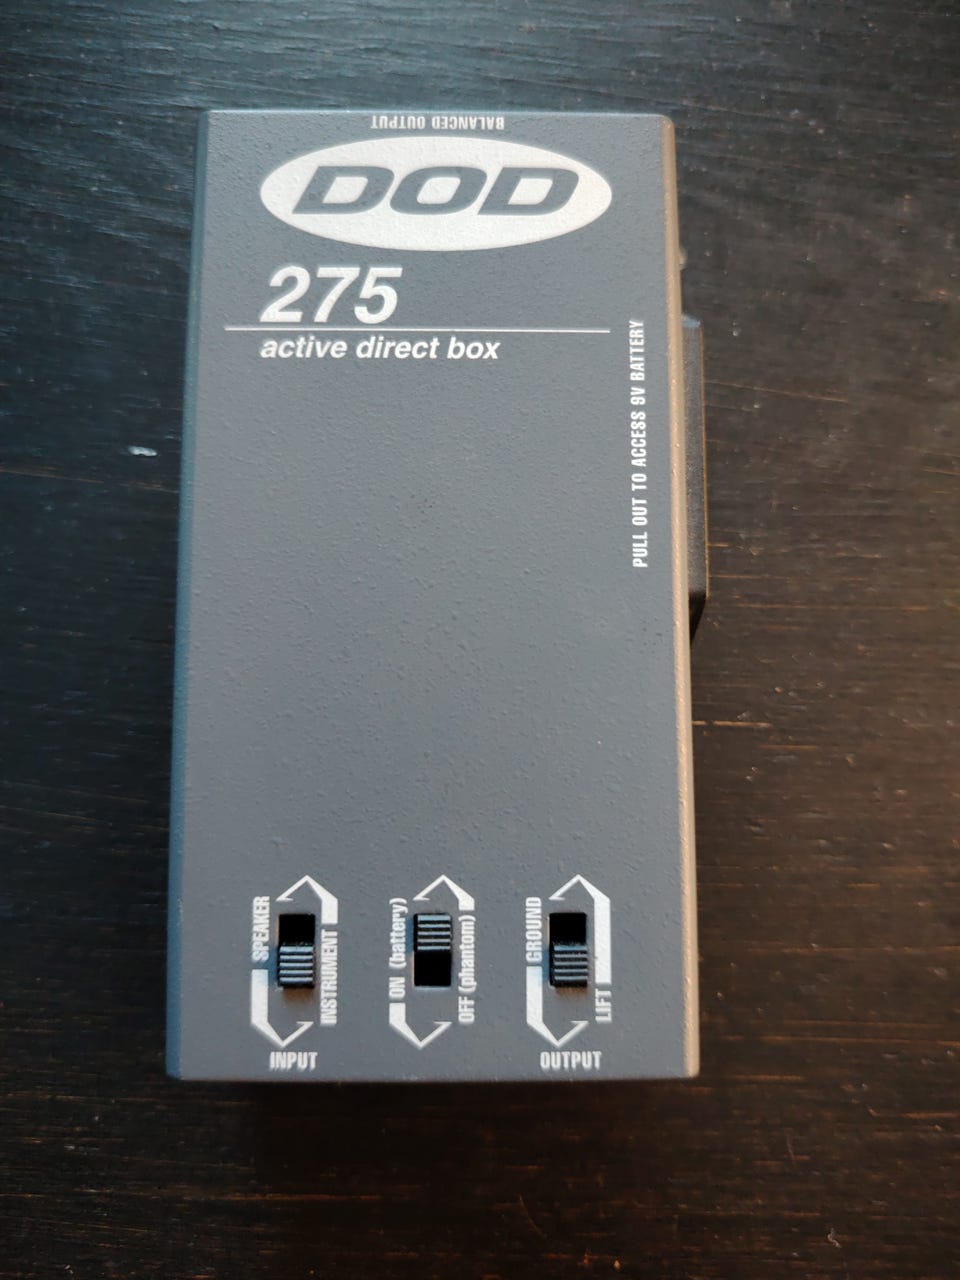 BALANCED OUTPUT
DOD
275
active direct box
PULL OUT TO ACCESS 9V BATTERY
SPEAKER
INSTRUMENT
INPUT
ON (battery)
OFF (phantom)
GROUND
LIFT
OUTPUT